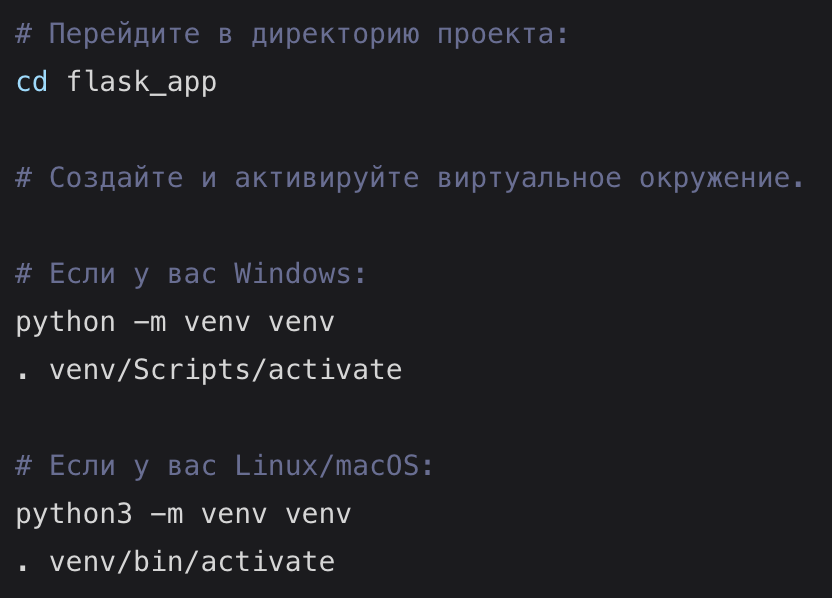 # Перейдите в директорию проекта:
cd flask_app
# Создайте и активируйте виртуальное окружение.
# Если у вас Windows:
python -m venv venv
. venv/Scripts/activate
# Если у вас Linux/macOS:
python3 -m venv venv
. venv/bin/activate